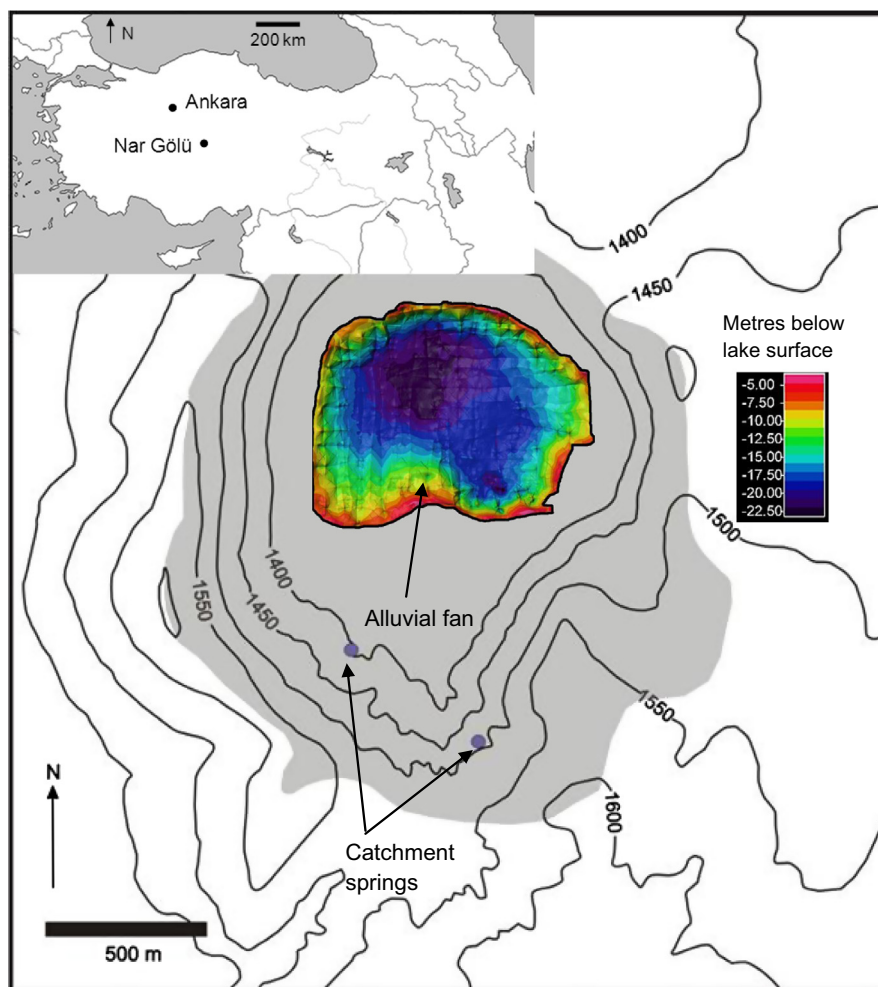 N
200 km
Ankara
Nar Gölü
1400
1450
Metres below
lake surface
-5.00
-7.50
-10.00
-12.50
-15.00
-17.50
-20.00
-22.50
1500
1400
1450
1550
Alluvial fan
1550
1600
N
Catchment
springs
500 m